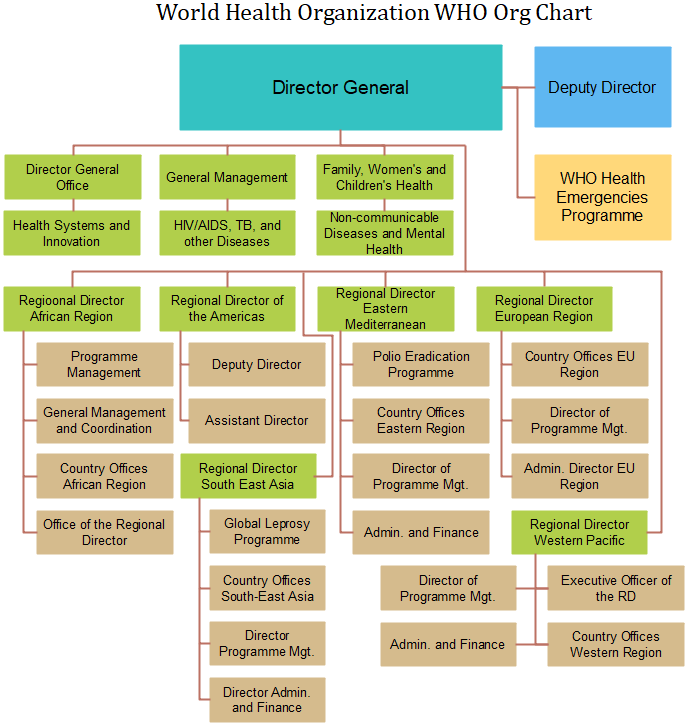 World Health Organization WHO Org Chart
Director General
Deputy Director
WHO Health
Emergencies
Programme
Director General
Office
General Management
Family, Women's and
Children's Health
Health Systems and
Innovation
HIV/AIDS, TB, and
other Diseases
Non-communicable
Diseases and Mental
Health
Regioonal Director
African Region
Regional Director of
the Americas
Regional Director
Eastern
Mediterranean
Regional Director
European Region
Programme
Management
Deputy Director
Polio Eradication
Programme
Country Offices EU
Region
General Management
and Coordination
Assistant Director
Country Offices
Eastern Region
Director of
Programme Mgt.
Country Offices
African Region
Regional Director
South East Asia
Director of
Programme Mgt.
Admin. Director EU
Region
Office of the Regional
Director
Global Leprosy
Programme
Admin. and Finance
Regional Director
Western Pacific
Country Offices
South-East Asia
Director of
Programme Mgt.
Executive Officer of
the RD
Director
Programme Mgt.
Admin. and Finance
Country Offices
Western Region
Director Admin.
and Finance